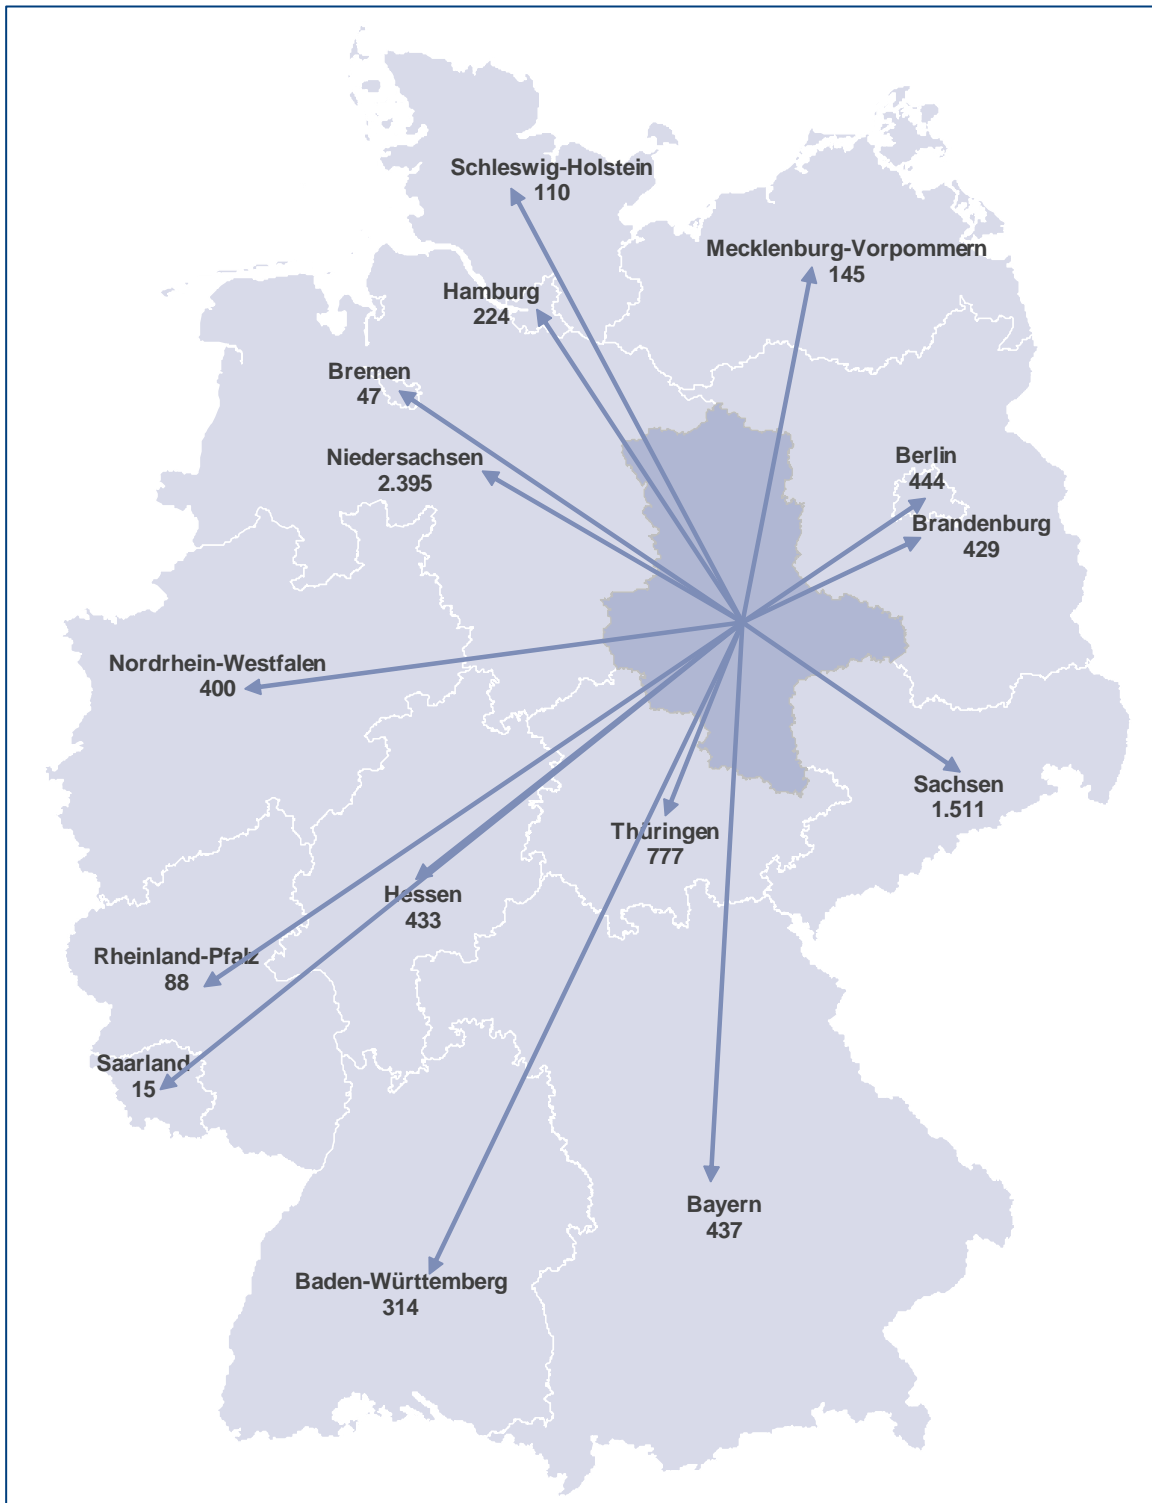 Schleswig-Holstein
110
Mecklenburg-Vorpommern
145
Hamburg
224
Bremen
47
Niedersachsen
2.395
Berlin
444
Brandenburg
429
Nordrhein-Westfalen
400
Sachsen
1.511
Thüringen
777
Hessen
433
Rheinland-Pfalz
88
Saarland
15
Bayern
437
Baden-Württemberg
314